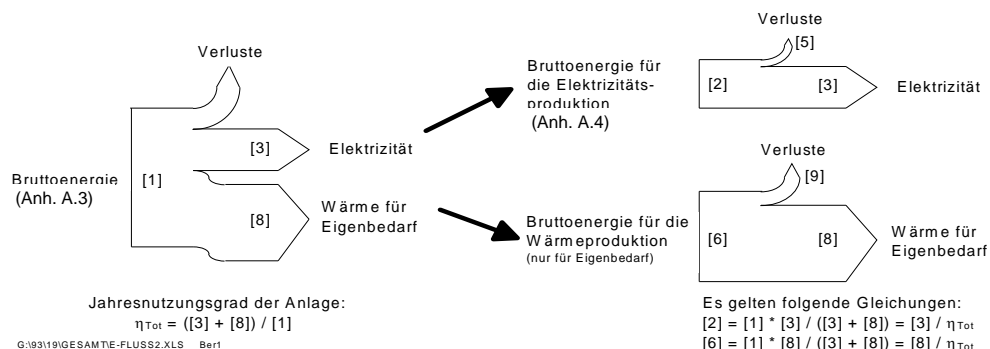 Verluste
[3]
Elektrizität
Bruttoenergie
(Anh. A.3)
[1]
[8]
Wärme für
Eigenbedarf
Jahresnutzungsgrad der Anlage:
ηTot = ([3] + [8]) / [1]
G:\93\19\GESAMT\E-FLUSS2.XLS Ber1
Bruttoenergie für
die Elektrizitäts-
produktion
(Anh. A.4)
Verluste
[5]
[2]
[3]
Elektrizität
Bruttoenergie für die
Wärmeproduktion
(nur für Eigenbedarf)
Verluste
[9]
[6]
[8]
Wärme für
Eigenbedarf
Es gelten folgende Gleichungen:
[2] = [1] * [3] / ([3] + [8]) = [3] / ηTot
[6] = [1] * [8] / ([3] + [8]) = [8] / ηTot